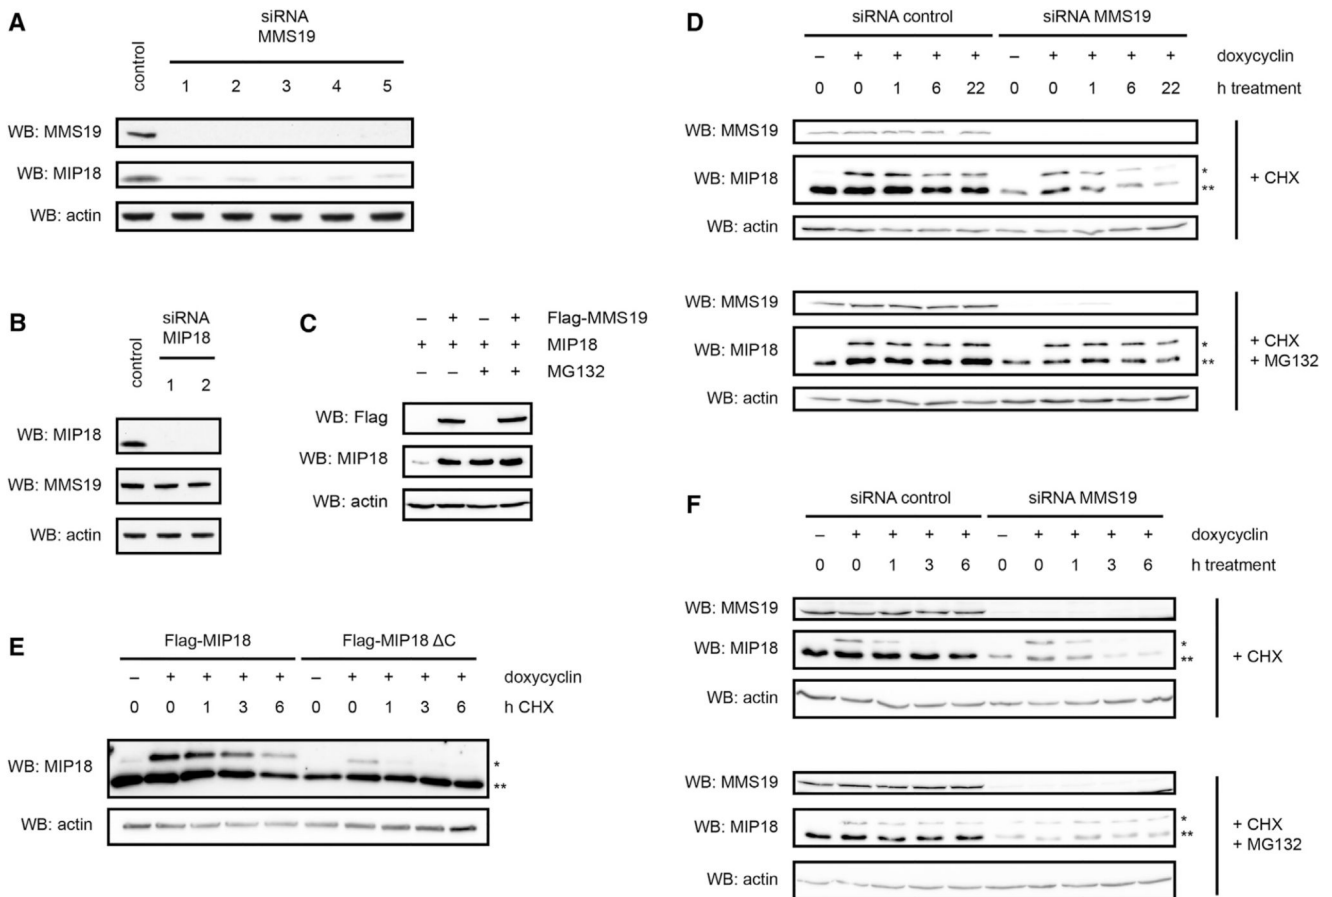 A
siRNA
MMS19
control
1 2 3 4 5
WB: MMS19
WB: MIP18
WB: actin
B
siRNA
MIP18
control
1 2
WB: MIP18
WB: MMS19
WB: actin
C
– + – + Flag-MMS19
+ + + + MIP18
– – + + MG132
WB: Flag
WB: MIP18
WB: actin
E
Flag-MIP18 Flag-MIP18 ΔC
– + + + + – + + + + doxycyclin
0 0 1 3 6 0 0 1 3 6 h CHX
WB: MIP18
*
**
WB: actin
D
siRNA control siRNA MMS19
– + + + + – + + + + doxycyclin
0 0 1 6 22 0 0 1 6 22 h treatment
WB: MMS19
WB: MIP18
*
**
WB: actin
+ CHX
WB: MMS19
WB: MIP18
*
**
WB: actin
+ CHX
+ MG132
F
siRNA control siRNA MMS19
– + + + + – + + + + doxycyclin
0 0 1 3 6 0 0 1 3 6 h treatment
WB: MMS19
WB: MIP18
*
**
WB: actin
+ CHX
WB: MMS19
WB: MIP18
*
**
WB: actin
+ CHX
+ MG132